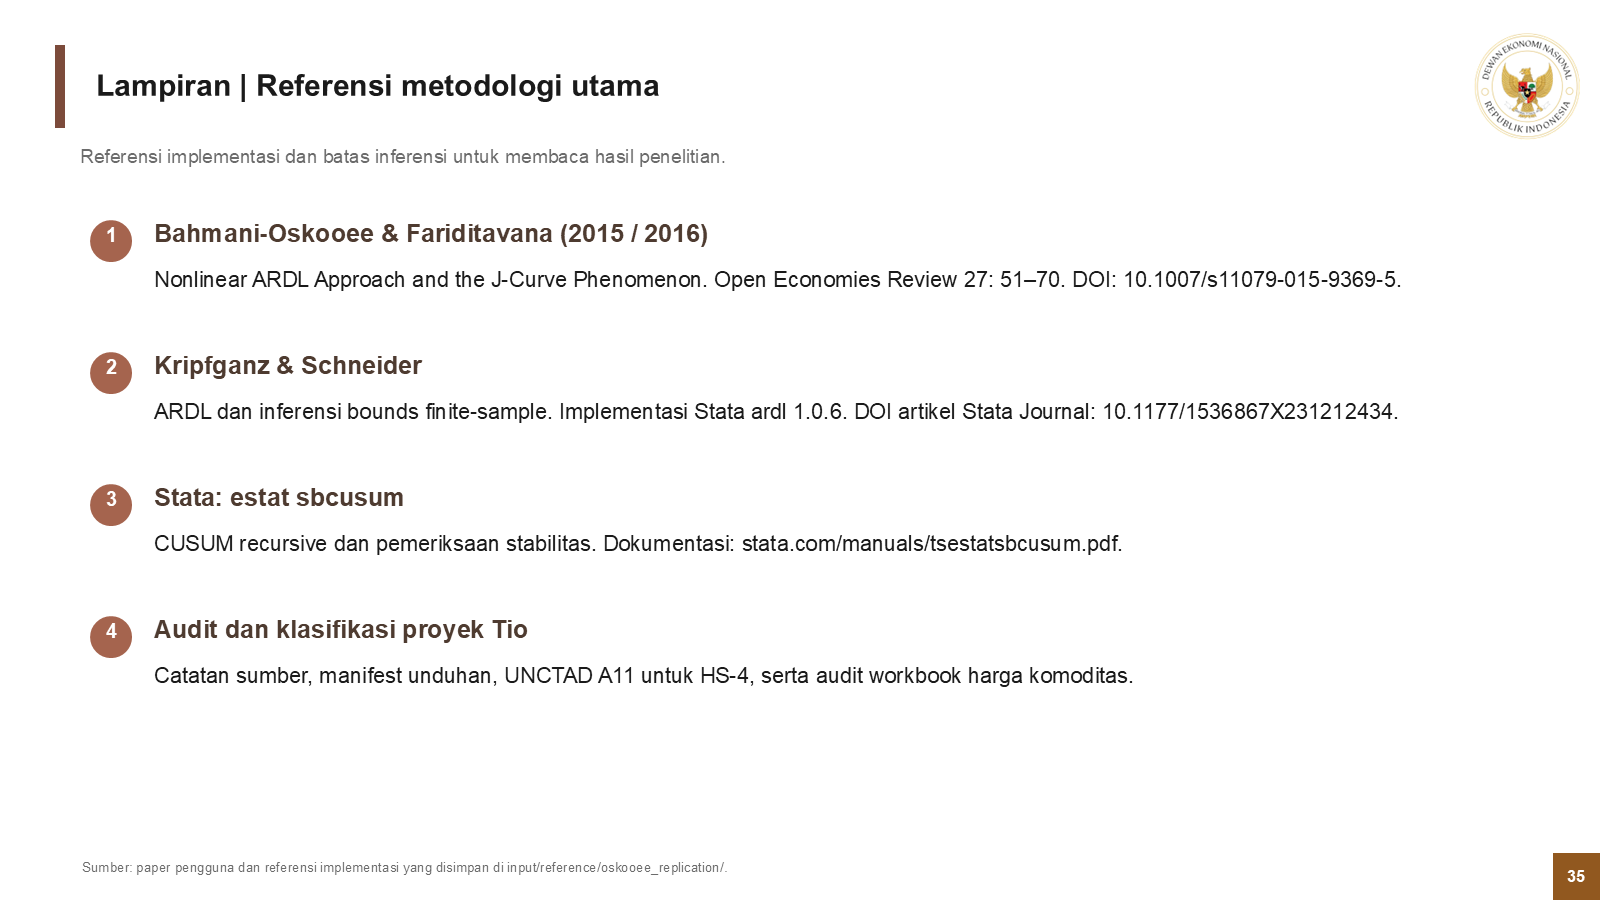 Lampiran | Referensi metodologi utama
DEWAN EKONOMI NASIONAL
REPUBLIK INDONESIA
Referensi implementasi dan batas inferensi untuk membaca hasil penelitian.
1
Bahmani-Oskooee & Fariditavana (2015 / 2016)
Nonlinear ARDL Approach and the J-Curve Phenomenon. Open Economies Review 27: 51–70. DOI: 10.1007/s11079-015-9369-5.
2
Kripfganz & Schneider
ARDL dan inferensi bounds finite-sample. Implementasi Stata ardl 1.0.6. DOI artikel Stata Journal: 10.1177/1536867X231212434.
3
Stata: estat sbcusum
CUSUM recursive dan pemeriksaan stabilitas. Dokumentasi: stata.com/manuals/tsestatsbcusum.pdf.
4
Audit dan klasifikasi proyek Tio
Catatan sumber, manifest unduhan, UNCTAD A11 untuk HS-4, serta audit workbook harga komoditas.
Sumber: paper pengguna dan referensi implementasi yang disimpan di input/reference/oskooee_replication/.
35